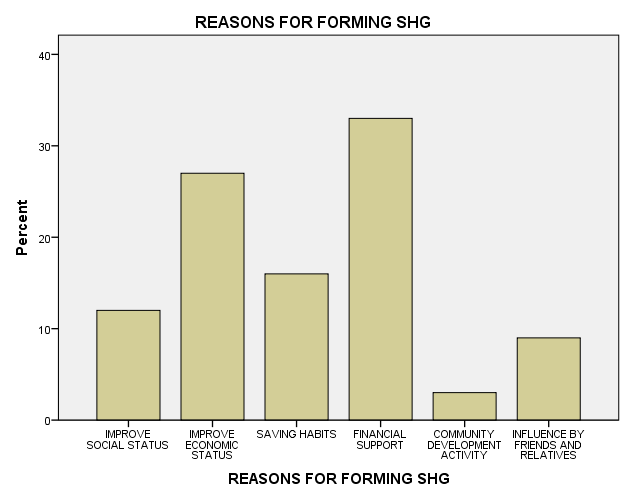 REASONS FOR FORMING SHG
40
30
20
10
0
Percent
IMPROVE
SOCIAL STATUS
IMPROVE
ECONOMIC
STATUS
SAVING HABITS
FINANCIAL
SUPPORT
COMMUNITY
DEVELOPMENT
ACTIVITY
INFLUENCE BY
FRIENDS AND
RELATIVES
REASONS FOR FORMING SHG